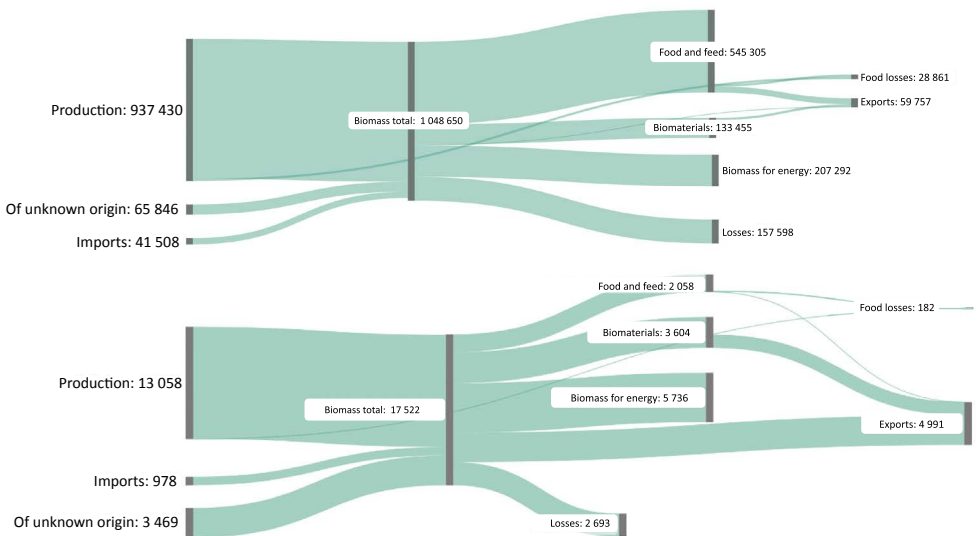 Food and feed: 545 305
Food losses: 28 861
Production: 937 430
Exports: 59 757
Biomass total: 1 048 650
Biomaterials: 133 455
Biomass for energy: 207 292
Of unknown origin: 65 846
Losses: 157 598
Imports: 41 508
Food and feed: 2 058
Food losses: 182
Biomaterials: 3 604
Production: 13 058
Biomass for energy: 5 736
Biomass total: 17 522
Exports: 4 991
Imports: 978
Of unknown origin: 3 469
Losses: 2 693